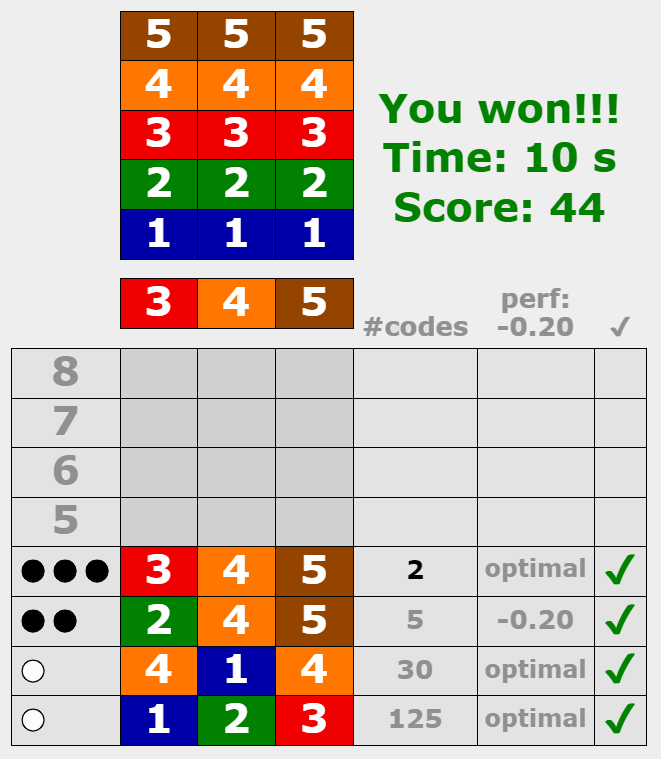 5 5 5
4 4 4
3 3 3
2 2 2
1 1 1
You won!!!
Time: 10 s
Score: 44
3 4 5
#codes
perf:
-0.20
✓
8
7
6
5
3 4 5 2 optimal ✓
2 4 5 5 -0.20 ✓
4 1 4 30 optimal ✓
1 2 3 125 optimal ✓